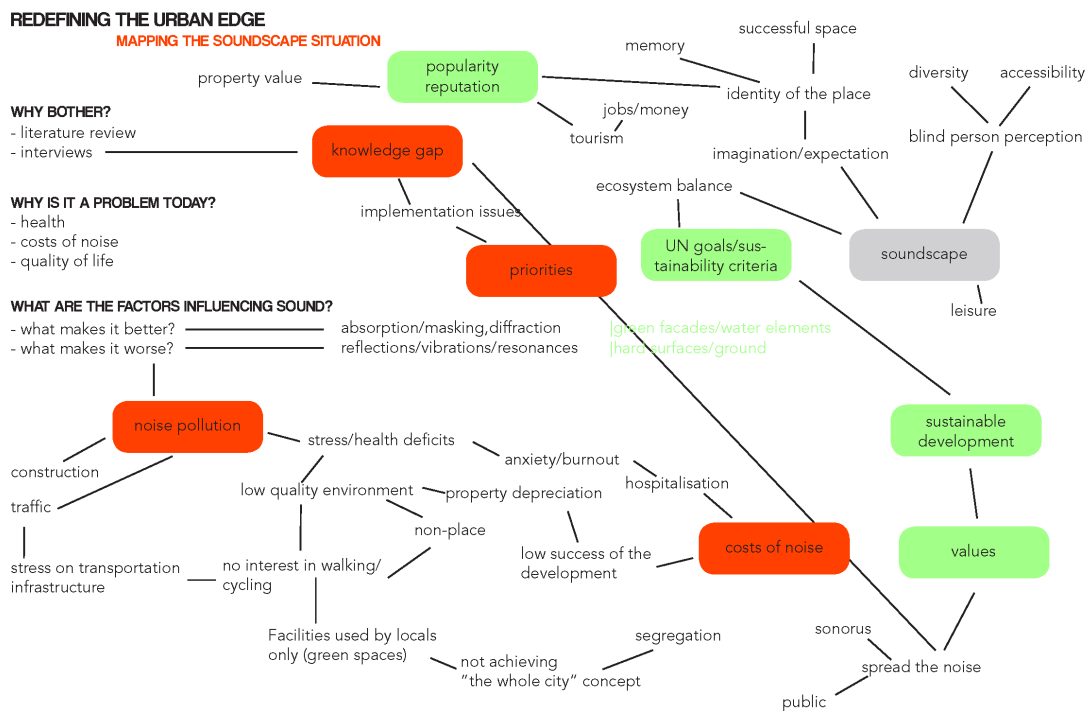 REDEFINING THE URBAN EDGE
MAPPING THE SOUNDSCAPE SITUATION
successful space
memory
property value
popularity
reputation
identity of the place
diversity
accessibility
jobs/money
tourism
blind person perception
imagination/expectation
WHY BOTHER?
- literature review
- interviews
knowledge gap
implementation issues
priorities
ecosystem balance
UN goals/sus-
tainability criteria
soundscape
leisure
WHY IS IT A PROBLEM TODAY?
- health
- costs of noise
- quality of life
WHAT ARE THE FACTORS INFLUENCING SOUND?
- what makes it better?
absorption/masking,diffraction
|green facades/water elements
- what makes it worse?
reflections/vibrations/resonances
|hard surfaces/ground
noise pollution
sustainable
development
construction
traffic
stress/health deficits
anxiety/burnout
hospitalisation
low quality environment
property depreciation
non-place
stress on transportation
infrastructure
no interest in walking/
cycling
low success of the
development
costs of noise
values
Facilities used by locals
only (green spaces)
not achieving
"the whole city" concept
segregation
sonorus
spread the noise
public